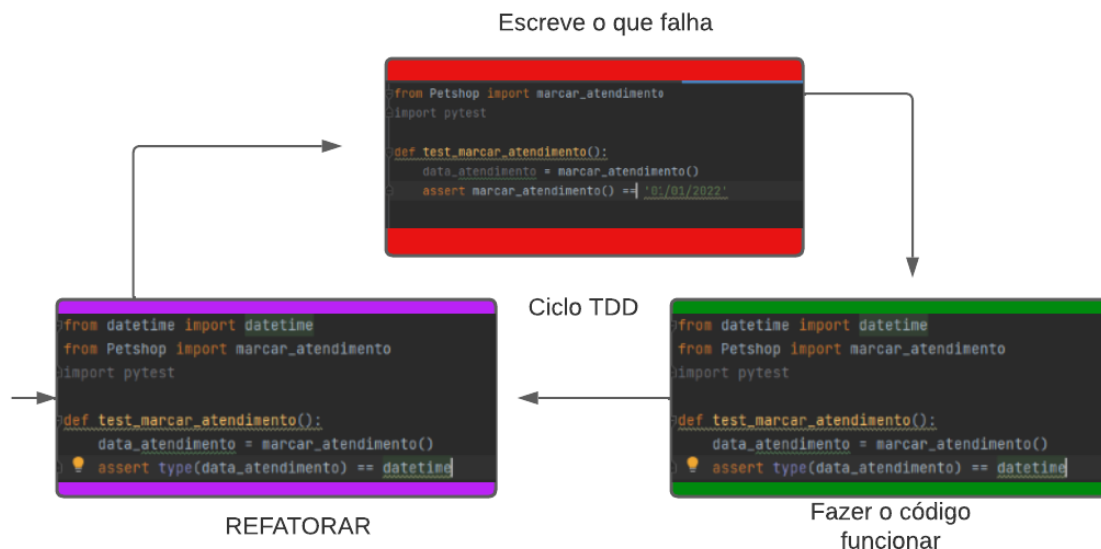 Escreve o que falha
from Petshop import marcar_atendimento
import pytest
def test_marcar_atendimento():
data_atendimento = marcar_atendimento()
assert marcar_atendimento() == '01/01/2022'
Ciclo TDD
from datetime import datetime
from Petshop import marcar_atendimento
import pytest
def test_marcar_atendimento():
data_atendimento = marcar_atendimento()
assert type(data_atendimento) == datetime
REFATORAR
from datetime import datetime
from Petshop import marcar_atendimento
import pytest
def test_marcar_atendimento():
data_atendimento = marcar_atendimento()
assert type(data_atendimento) == datetime
Fazer o código
funcionar